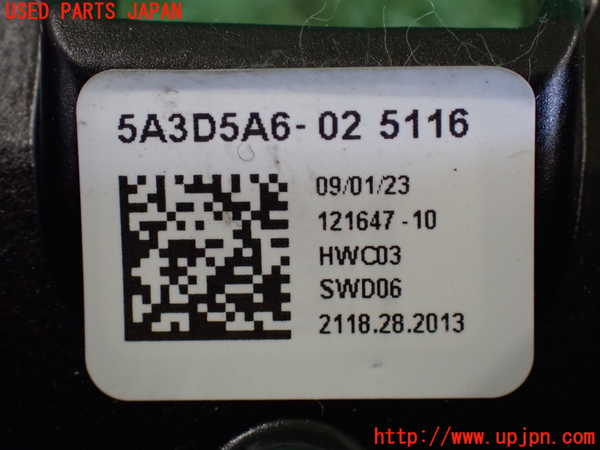 USED PARTS JAPAN
5A3D5A6-02 5116
09/01/23
121647-10
HWC03
SWD06
2118.28.2013
http://www.upjpn.com/